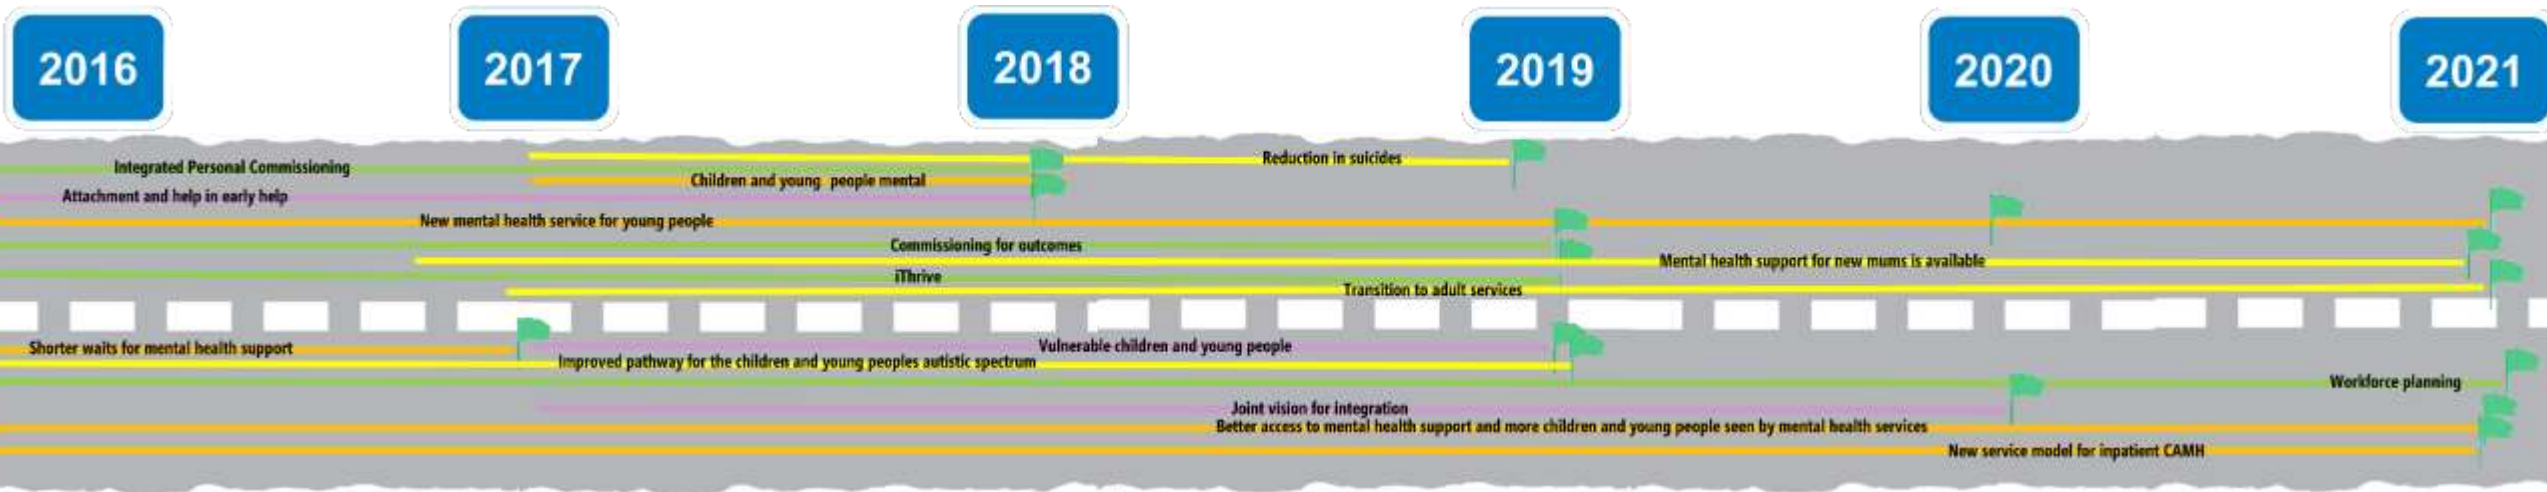 2016
2017
2018
2019
2020
2021
Reduction in suicides
Integrated Personal Commissioning
Children and young people mental
Attachment and help in early help
New mental health service for young people
Commissioning for outcomes
Mental health support for new mums is available
iThrive
Transition to adult services
Shorter waits for mental health support
Vulnerable children and young people
Improved pathway for the children and young peoples autistic spectrum
Workforce planning
Joint vision for integration
Better access to mental health support and more children and young people seen by mental health services
New service model for inpatient CAMH